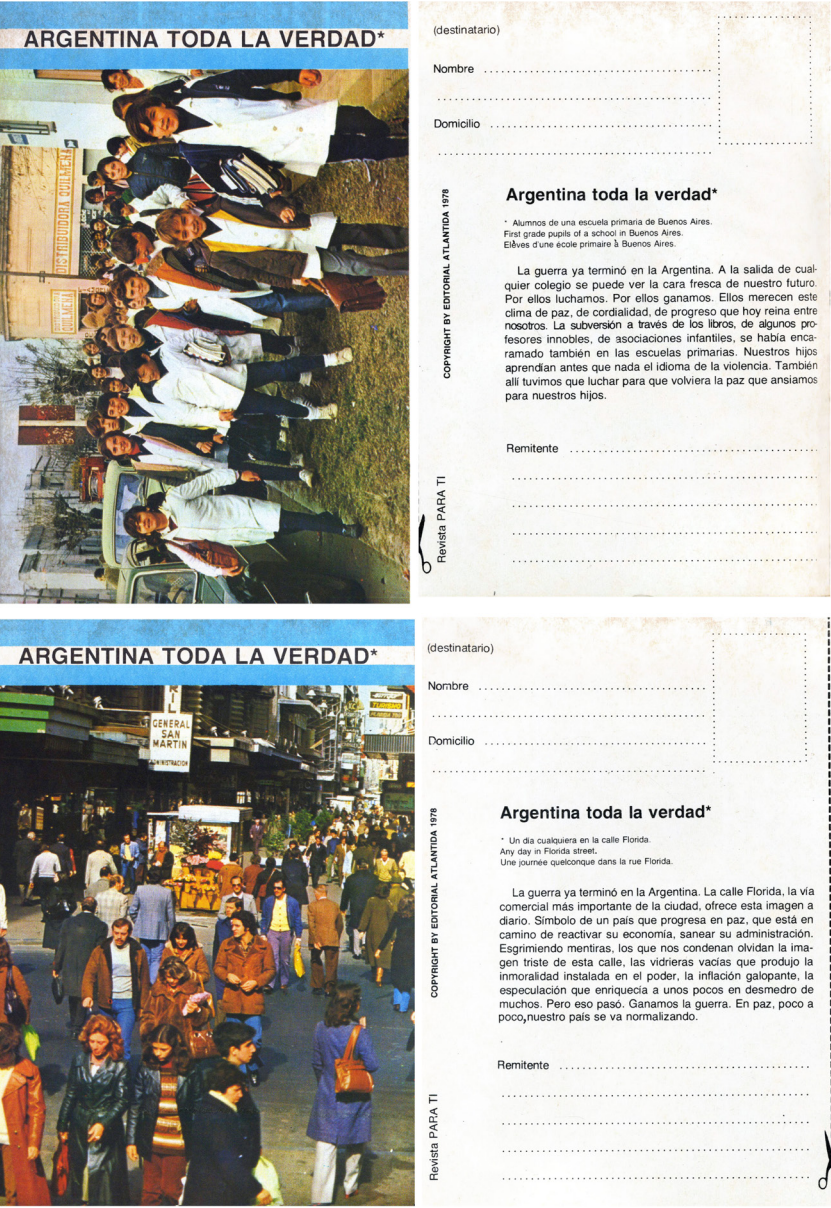 ARGENTINA TODA LA VERDAD*
DISTRIBUIDORA QUILMEÑA
QUILMEÑA
(destinatario)
Nombre
Domicilio
COPYRIGHT BY EDITORIAL ATLANTIDA 1978
Argentina toda la verdad*
* Alumnos de una escuela primaria de Buenos Aires.
First grade pupils of a school in Buenos Aires.
Elèves d'une école primaire à Buenos Aires.
La guerra ya terminó en la Argentina. A la salida de cual-
quier colegio se puede ver la cara fresca de nuestro futuro.
Por ellos luchamos. Por ellos ganamos. Ellos merecen este
clima de paz, de cordialidad, de progreso que hoy reina entre
nosotros. La subversión a través de los libros, de algunos pro-
fesores innobles, de asociaciones infantiles, se había enca-
ramado también en las escuelas primarias. Nuestros hijos
aprendían antes que nada el idioma de la violencia. También
allí tuvimos que luchar para que volviera la paz que ansiamos
para nuestros hijos.
Remitente
Revista PARA TI
ARGENTINA TODA LA VERDAD*
RIL
GENERAL
SAN
MARTIN
ADMINISTRACION
TURISMO
(destinatario)
Nombre
Domicilio
COPYRIGHT BY EDITORIAL ATLANTIDA 1978
Argentina toda la verdad*
* Un día cualquiera en la calle Florida.
Any day in Florida street.
Une journée quelconque dans la rue Florida.
La guerra ya terminó en la Argentina. La calle Florida, la vía
comercial más importante de la ciudad, ofrece esta imagen a
diario. Símbolo de un país que progresa en paz, que está en
camino de reactivar su economía, sanear su administración.
Esgrimiendo mentiras, los que nos condenan olvidan la ima-
gen triste de esta calle, las vidrieras vacías que produjo la
inmoralidad instalada en el poder, la inflación galopante, la
especulación que enriquecía a unos pocos en desmedro de
muchos. Pero eso pasó. Ganamos la guerra. En paz, poco a
poco,nuestro país se va normalizando.
Remitente
Revista PARA TI